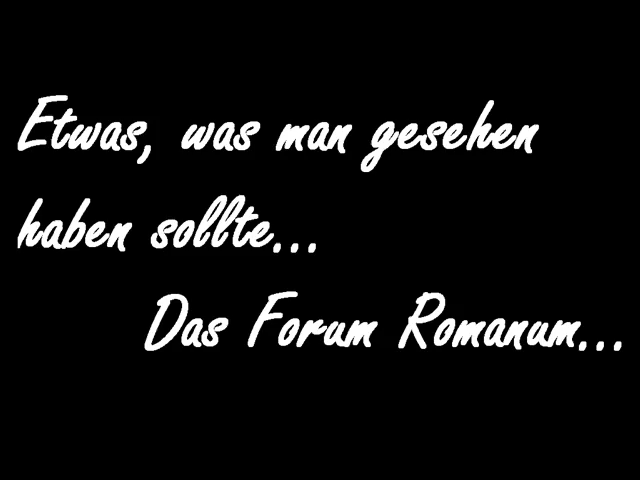 Etwas, was man gesehen
haben sollte...
Das Forum Romanum...